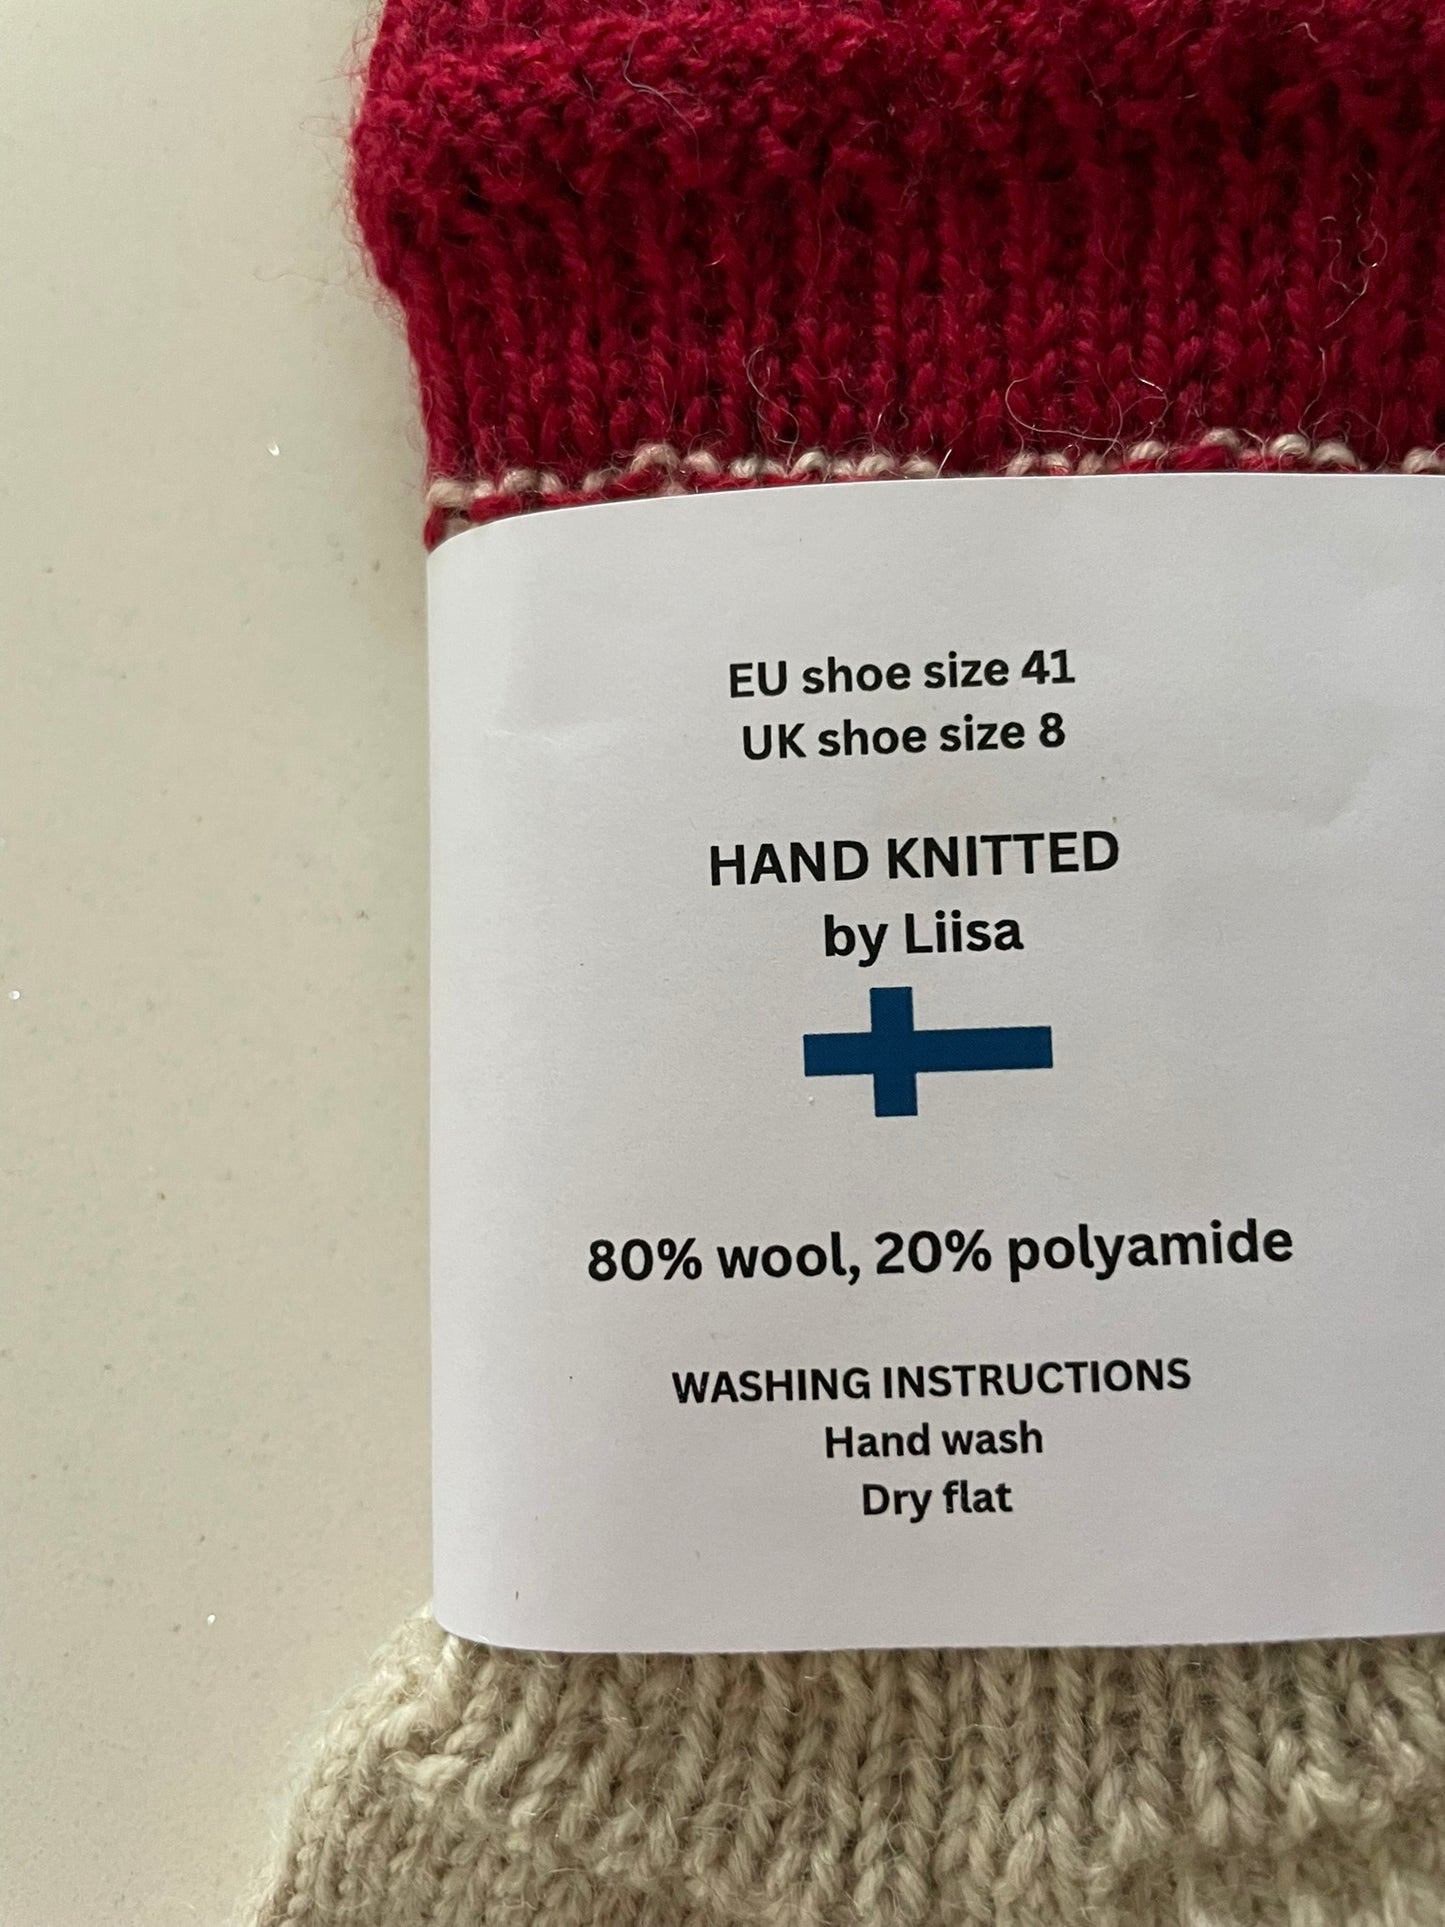 EU shoe size 41
UK shoe size 8
HAND KNITTED
by Liisa
80% wool, 20% polyamide
WASHING INSTRUCTIONS
Hand wash
Dry flat